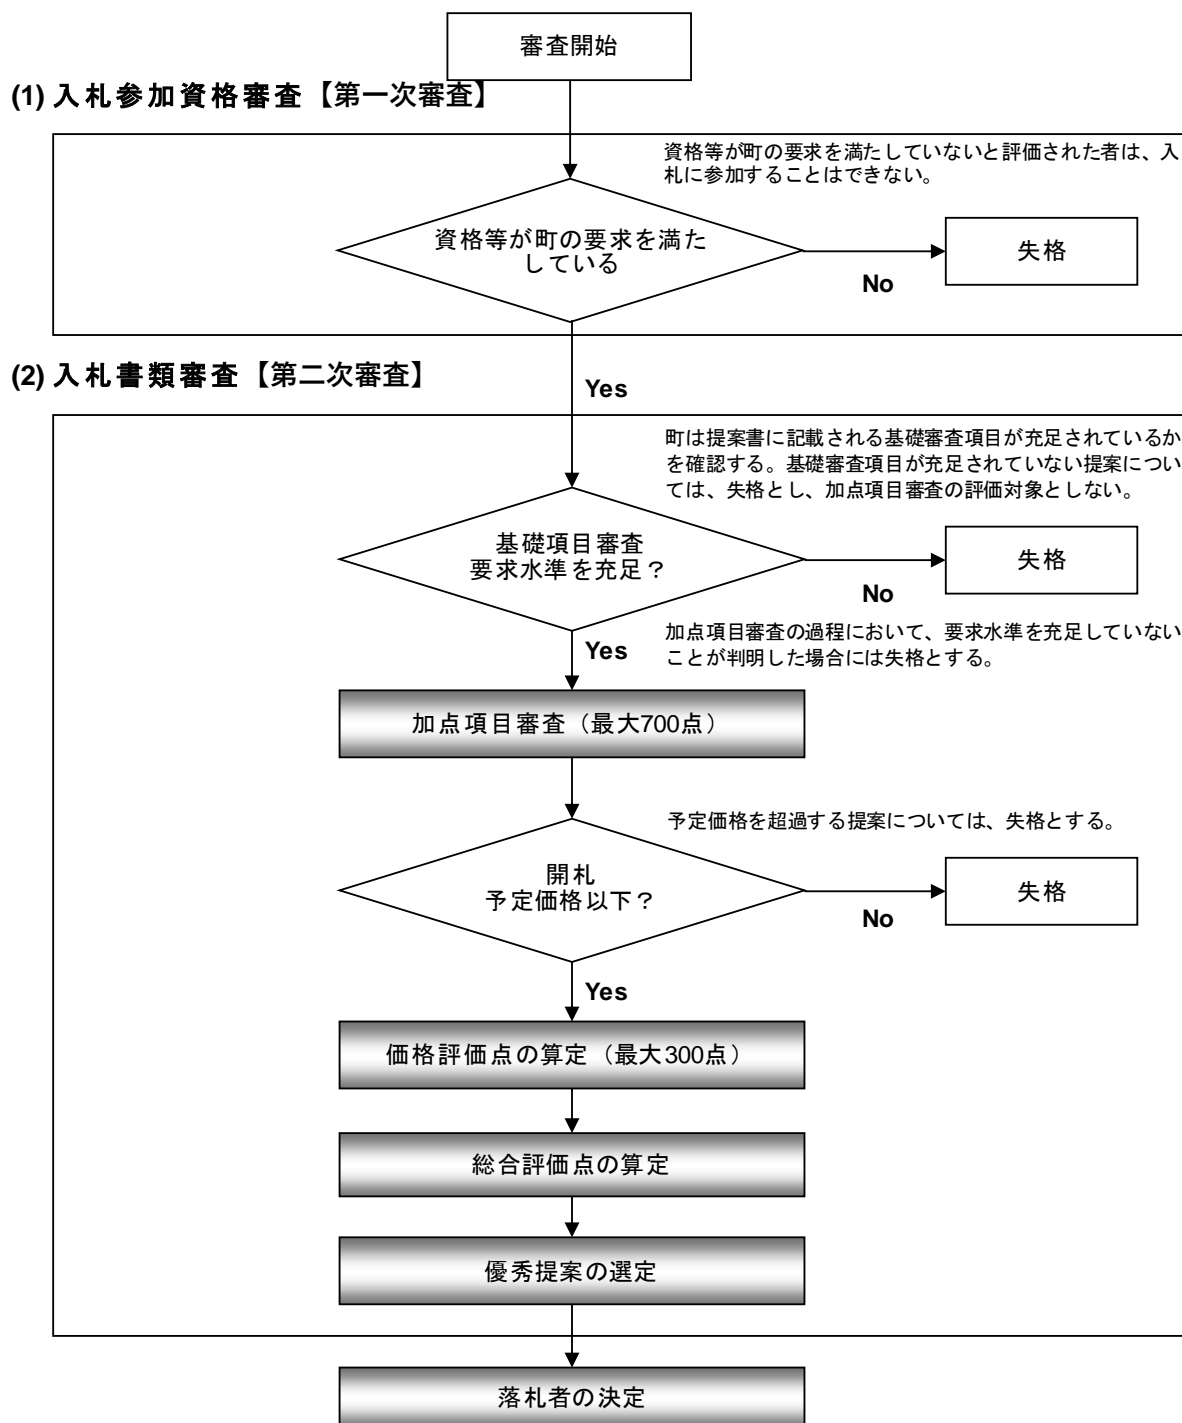 審査開始
(1) 入札参加資格審査【第一次審査】
資格等が町の要求を満たしていないと評価された者は、入
札に参加することはできない。
資格等が町の要求を満た
している
失格
No
(2) 入札書類審査【第二次審査】
Yes
町は提案書に記載される基礎審査項目が充足されているか
を確認する。基礎審査項目が充足されていない提案につい
ては、失格とし、加点項目審査の評価対象としない。
基礎項目審査
要求水準を充足？
失格
No
Yes
加点項目審査の過程において、要求水準を充足していない
ことが判明した場合には失格とする。
加点項目審査（最大700点）
予定価格を超過する提案については、失格とする。
開札
予定価格以下？
失格
No
Yes
価格評価点の算定（最大300点）
総合評価点の算定
優秀提案の選定
落札者の決定